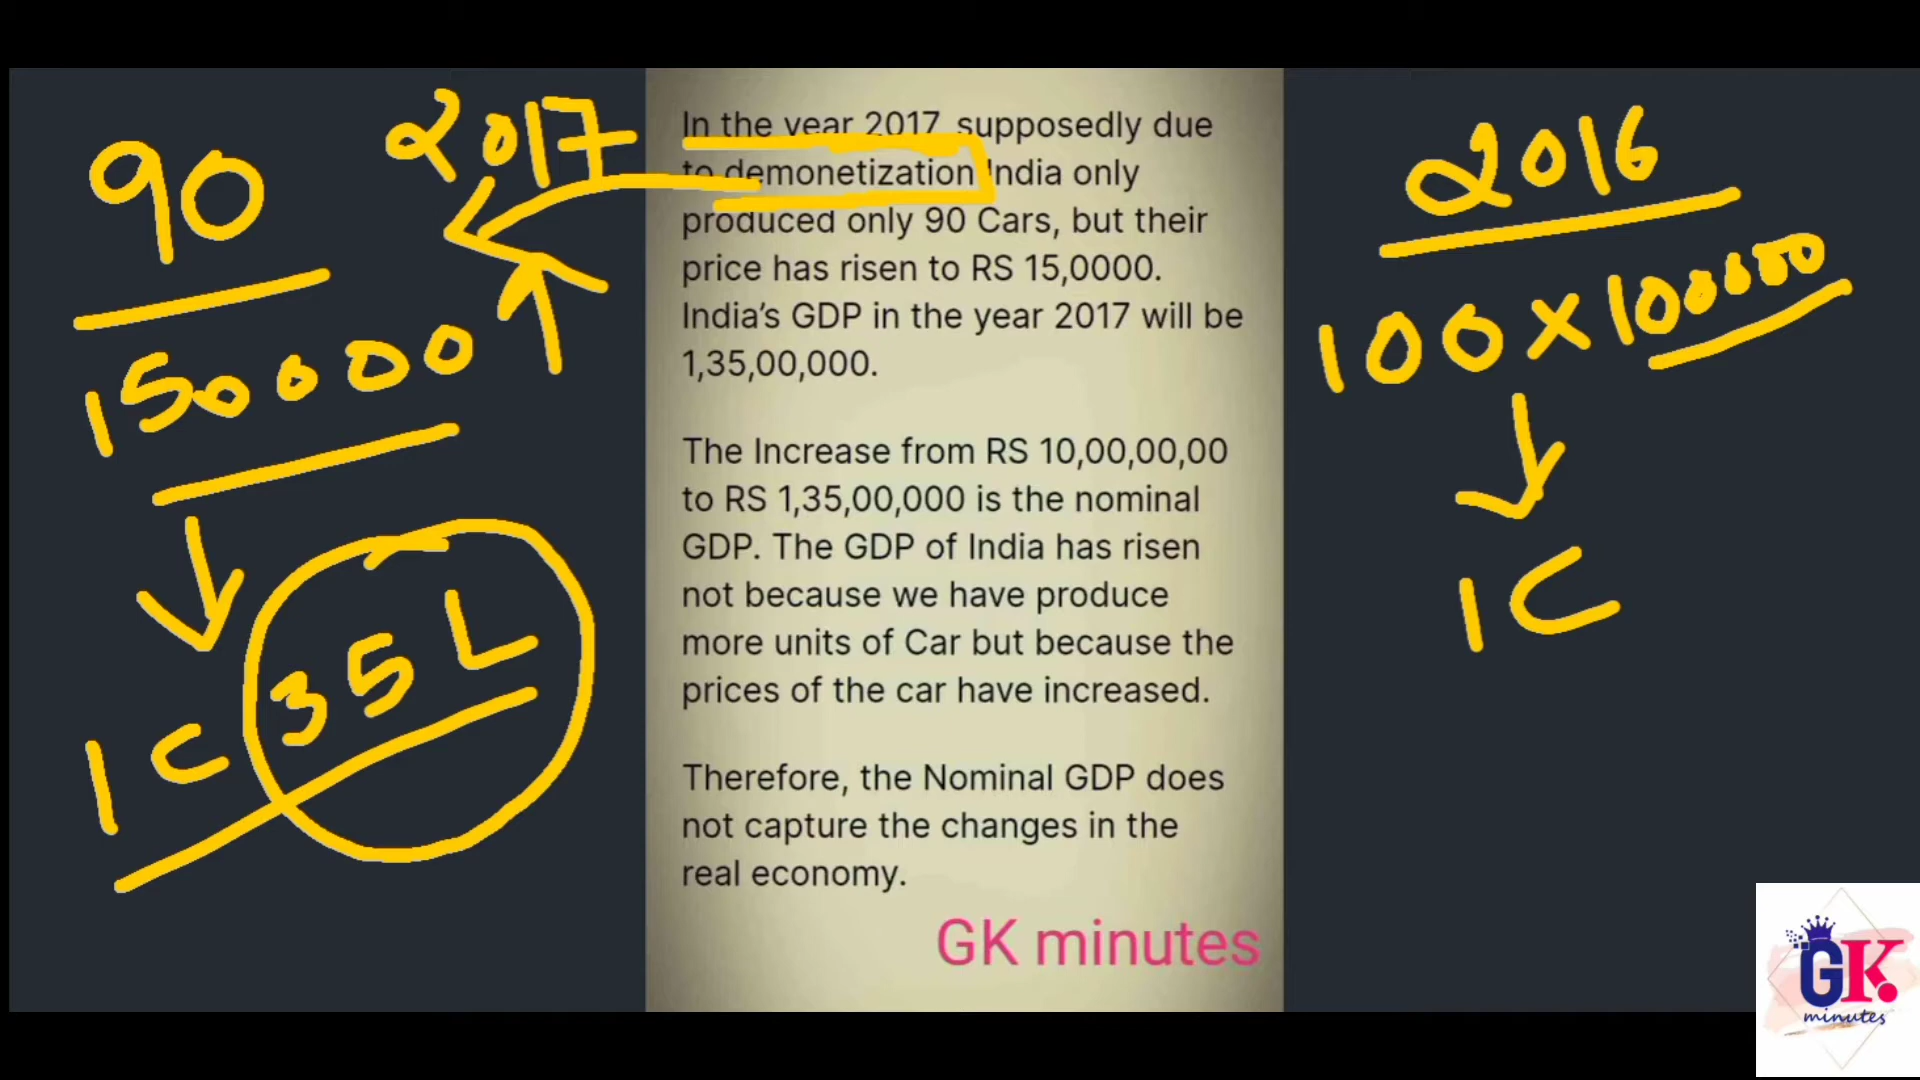 90
2017
150000
1C 35L
In the year 2017, supposedly due
to demonetization India only
produced only 90 Cars, but their
price has risen to RS 15,0000.
India’s GDP in the year 2017 will be
1,35,00,000.
The Increase from RS 10,00,00,00
to RS 1,35,00,000 is the nominal
GDP. The GDP of India has risen
not because we have produce
more units of Car but because the
prices of the car have increased.
Therefore, the Nominal GDP does
not capture the changes in the
real economy.
GK minutes
2016
100 x 100000
1C
GK
minutes